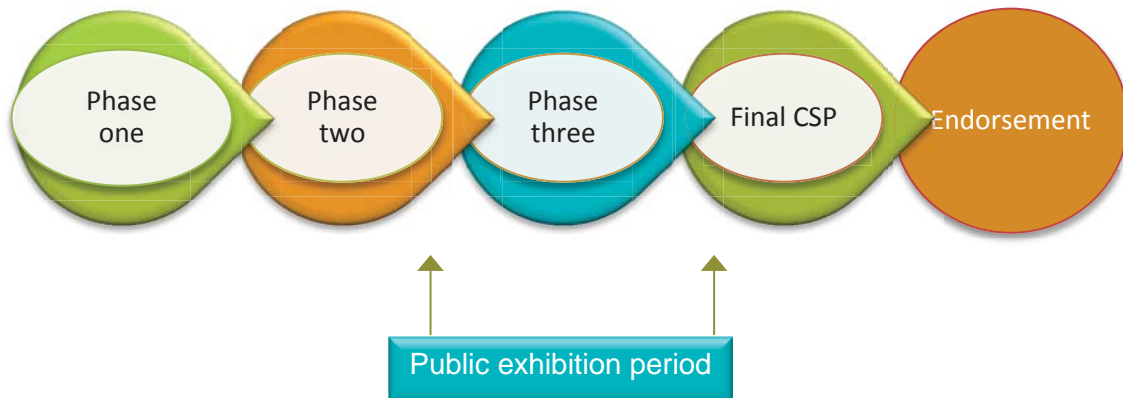 Phase
one
Phase
two
Phase
three
Final CSP
Endorsement
Public exhibition period